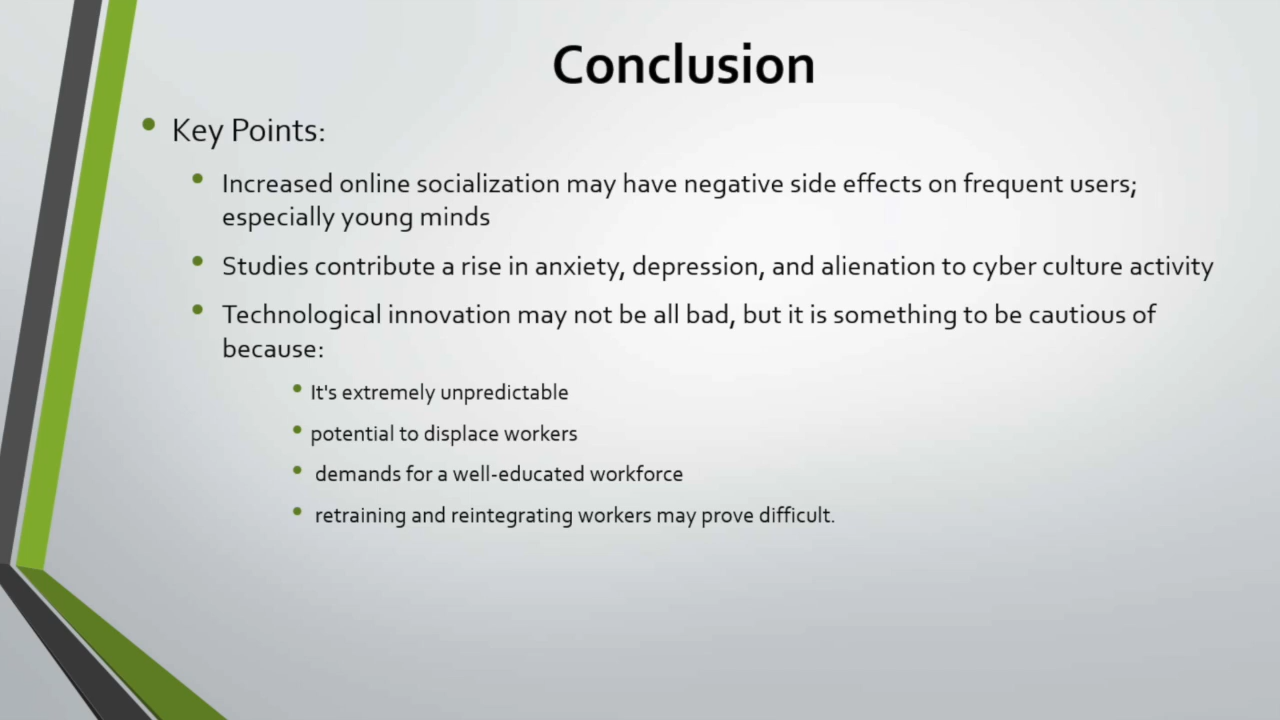 Conclusion
Key Points:
Increased online socialization may have negative side effects on frequent users;
especially young minds
Studies contribute a rise in anxiety, depression, and alienation to cyber culture activity
Technological innovation may not be all bad, but it is something to be cautious of
because:
It's extremely unpredictable
potential to displace workers
demands for a well-educated workforce
retraining and reintegrating workers may prove difficult.